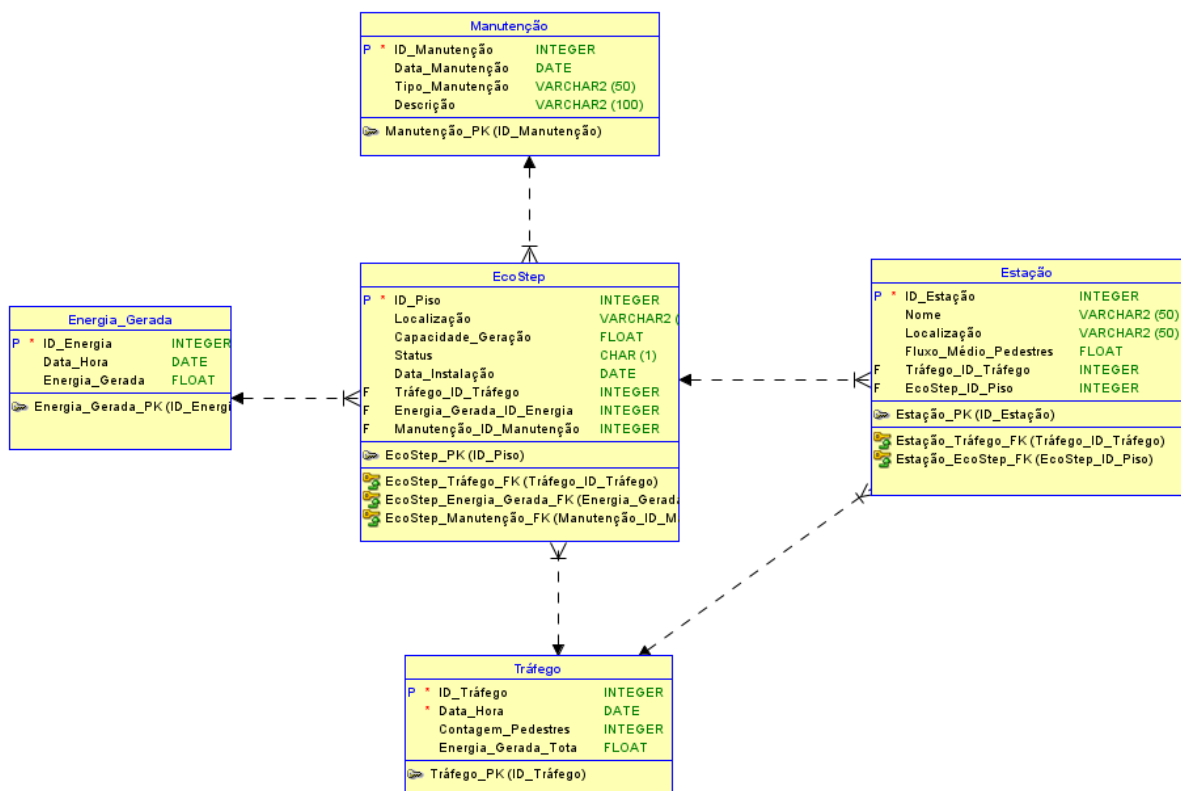 Manutenção
P * ID_Manutenção INTEGER
Data_Manutenção DATE
Tipo_Manutenção VARCHAR2 (50)
Descrição VARCHAR2 (100)
Manutenção_PK (ID_Manutenção)
EcoStep
P * ID_Piso INTEGER
Localização VARCHAR2 (
Capacidade_Geração FLOAT
Status CHAR (1)
Data_Instalação DATE
F Tráfego_ID_Tráfego INTEGER
F Energia_Gerada_ID_Energia INTEGER
F Manutenção_ID_Manutenção INTEGER
EcoStep_PK (ID_Piso)
EcoStep_Tráfego_FK (Tráfego_ID_Tráfego)
EcoStep_Energia_Gerada_FK (Energia_Gerada
EcoStep_Manutenção_FK (Manutenção_ID_M
Estação
P * ID_Estação INTEGER
Nome VARCHAR2 (50)
Localização VARCHAR2 (50)
Fluxo_Médio_Pedestres FLOAT
F Tráfego_ID_Tráfego INTEGER
F EcoStep_ID_Piso INTEGER
Estação_PK (ID_Estação)
Estação_Tráfego_FK (Tráfego_ID_Tráfego)
Estação_EcoStep_FK (EcoStep_ID_Piso)
Energia_Gerada
P * ID_Energia INTEGER
Data_Hora DATE
Energia_Gerada FLOAT
Energia_Gerada_PK (ID_Energi
Tráfego
P * ID_Tráfego INTEGER
* Data_Hora DATE
Contagem_Pedestres INTEGER
Energia_Gerada_Tota FLOAT
Tráfego_PK (ID_Tráfego)